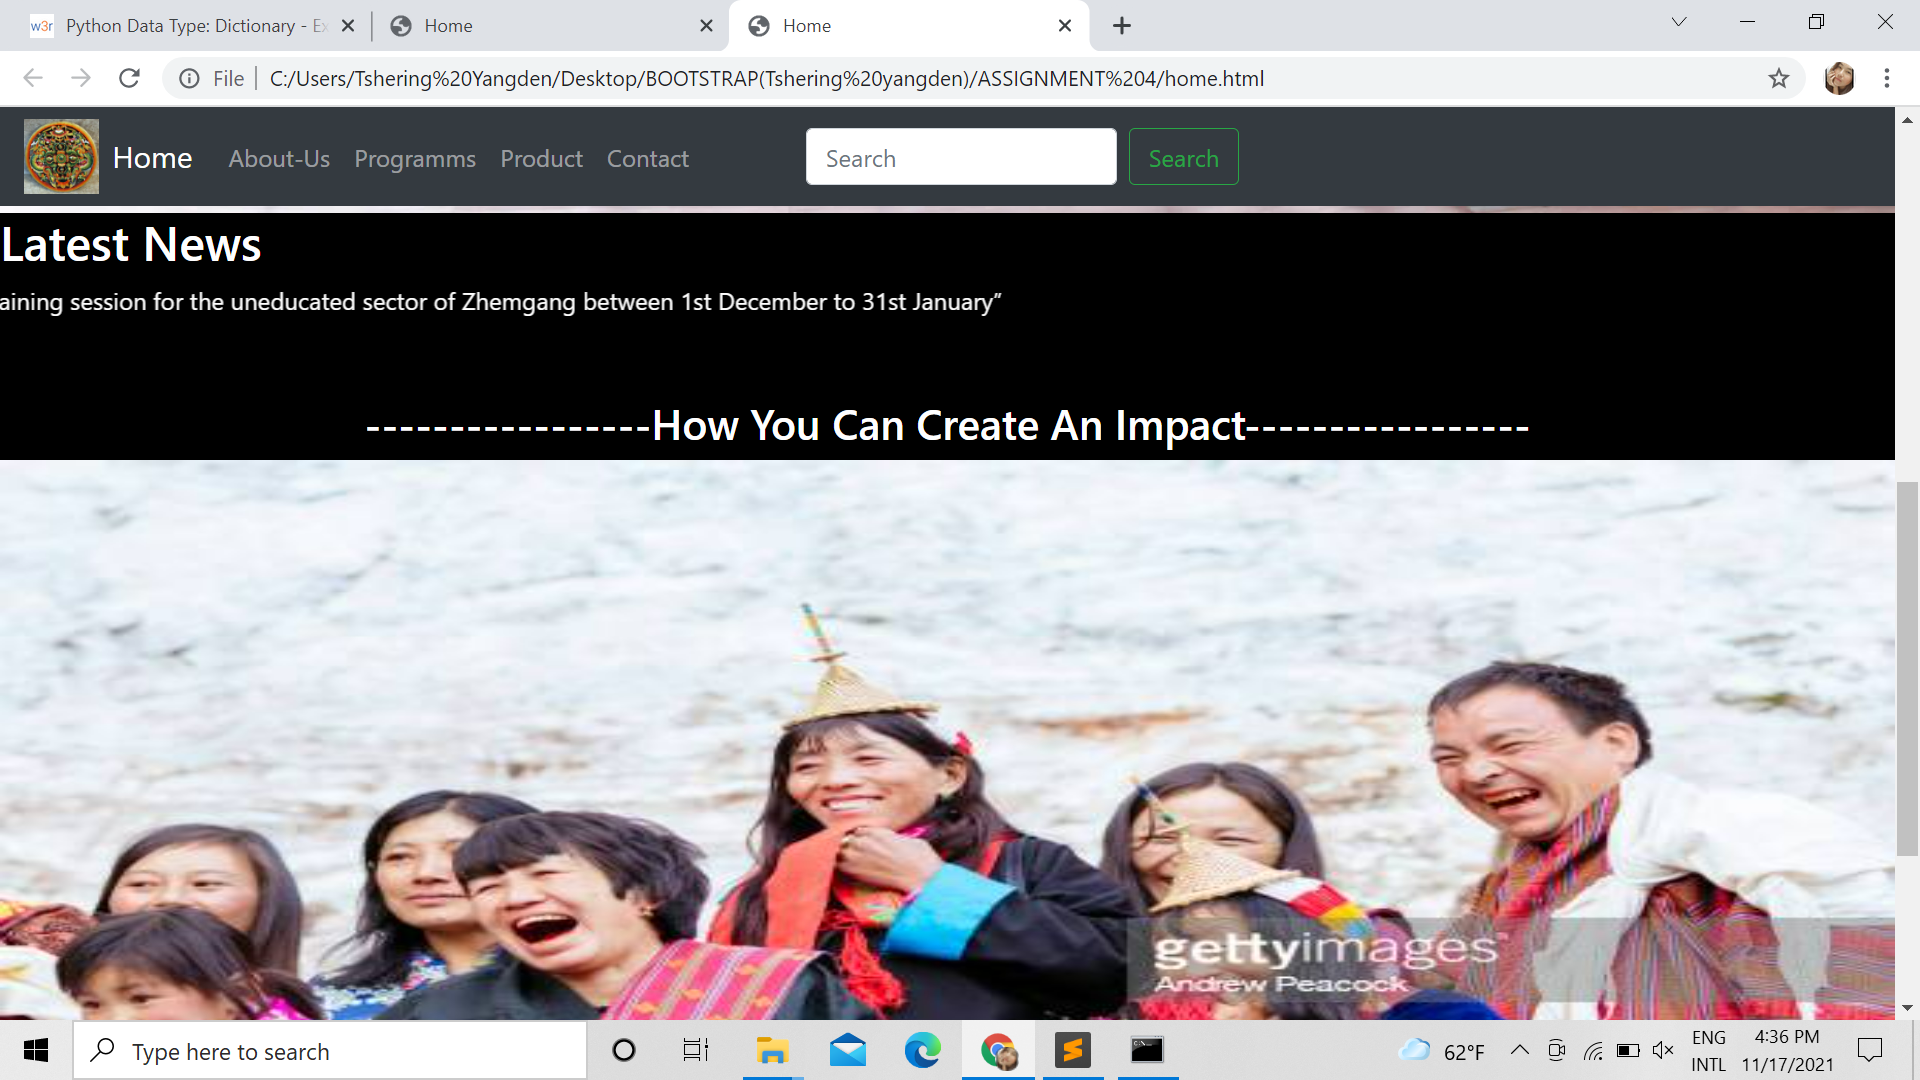 w3r Python Data Type: Dictionary - Ex
Home
Home
File C:/Users/Tshering%20Yangden/Desktop/BOOTSTRAP(Tshering%20yangden)/ASSIGNMENT%204/home.html
Home About-Us Programms Product Contact Search Search
Latest News
aining session for the uneducated sector of Zhemgang between 1st December to 31st January”
-----------------How You Can Create An Impact-----------------
gettyimages
Andrew Peacock
Type here to search
62°F
ENG
INTL
4:36 PM
11/17/2021